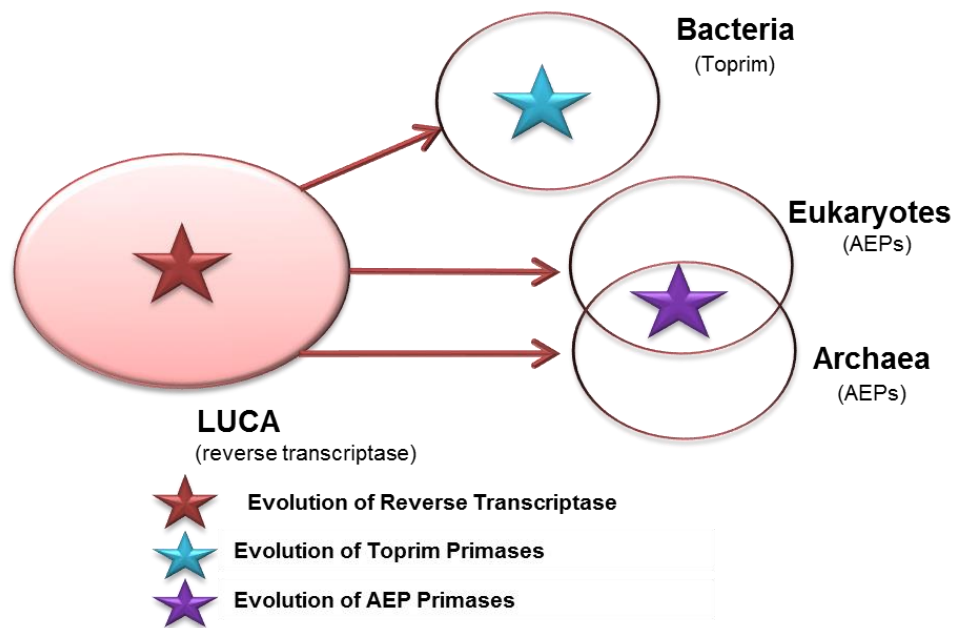 Bacteria
(Toprim)
Eukaryotes
(AEPs)
Archaea
(AEPs)
LUCA
(reverse transcriptase)
Evolution of Reverse Transcriptase
Evolution of Toprim Primases
Evolution of AEP Primases